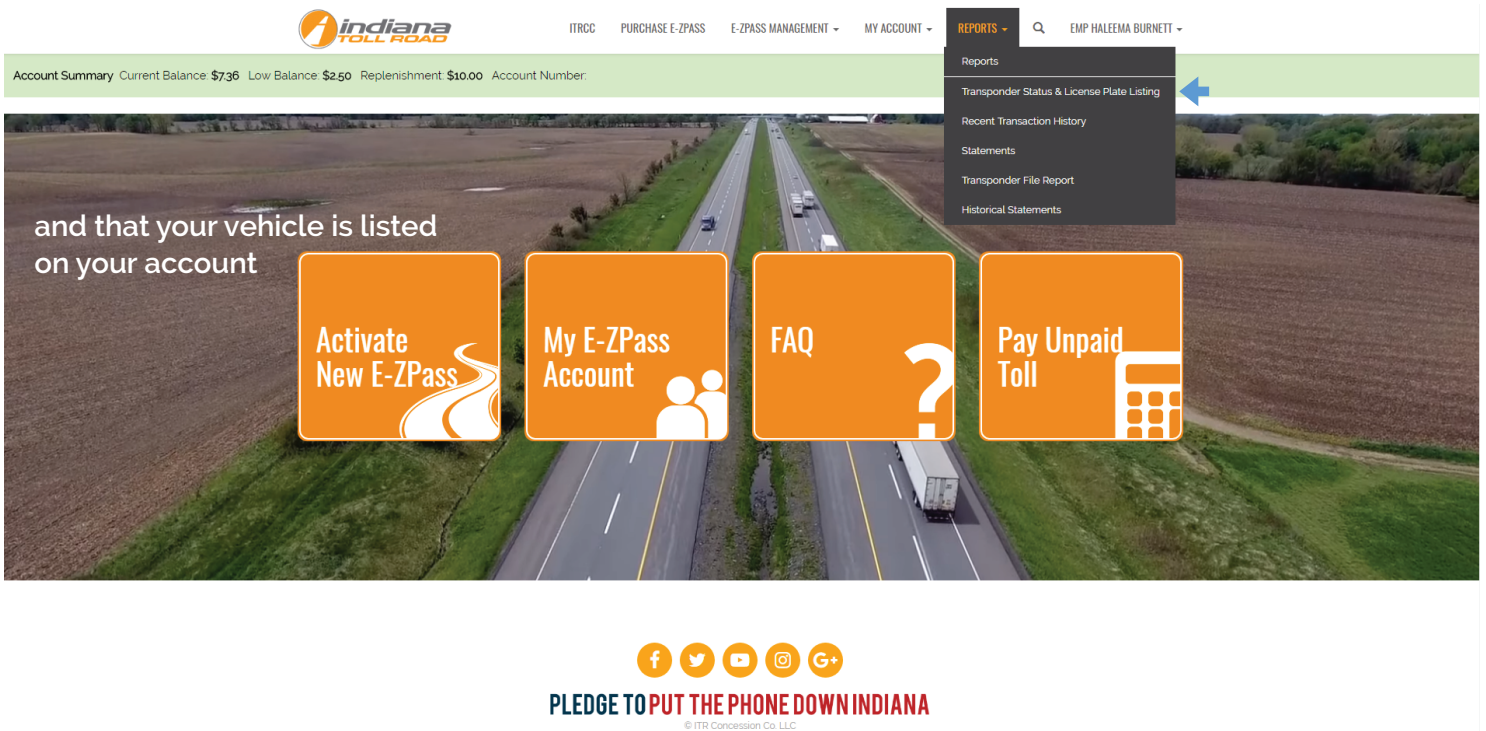 indiana
TOLL ROAD
ITRCC PURCHASE E-ZPASS E-ZPASS MANAGEMENT MY ACCOUNT REPORTS EMP HALEEMA BURNETT
Account Summary Current Balance: $7.36 Low Balance: $2.50 Replenishment: $10.00 Account Number:
Reports
Transponder Status & License Plate Listing
Recent Transaction History
Statements
Transponder File Report
Historical Statements
and that your vehicle is listed
on your account
Activate
New E-ZPass
My E-ZPass
Account
FAQ
?
Pay Unpaid
Toll
f G+
PLEDGE TO PUT THE PHONE DOWN INDIANA
© ITR Concession Co. LLC